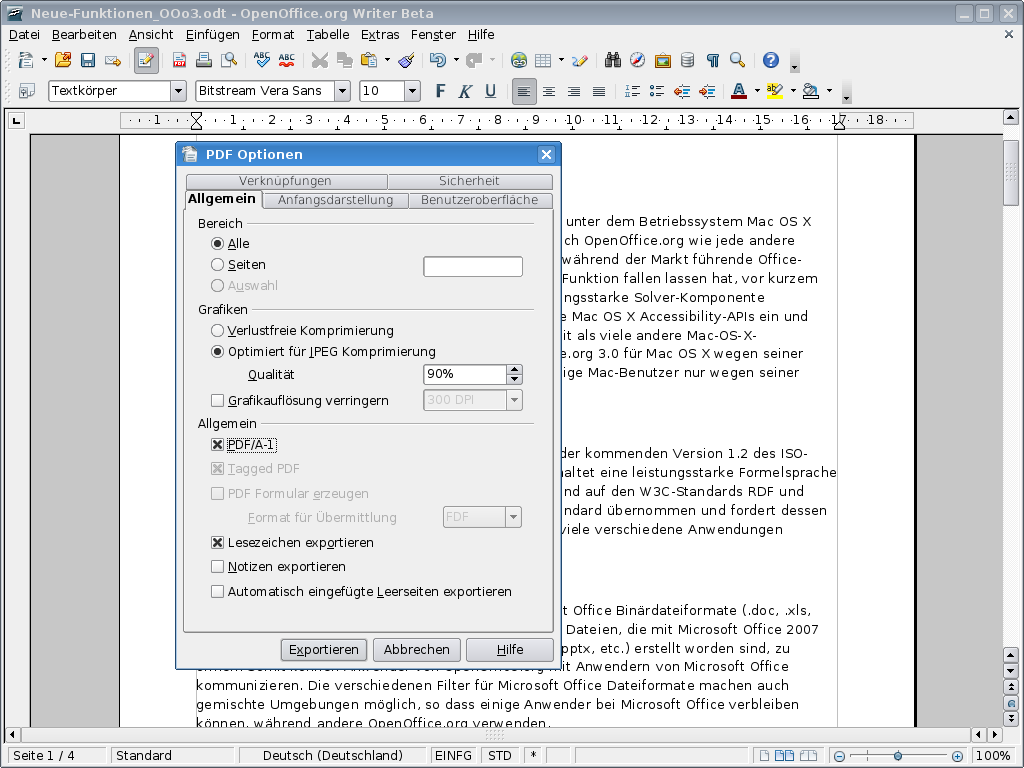 Neue-Funktionen_OOo3.odt - OpenOffice.org Writer Beta
Datei Bearbeiten Ansicht Einfügen Format Tabelle Extras Fenster Hilfe
Textkörper Bitstream Vera Sans 10 F K U
1 1 2 3 4 5 6 7 8 9 10 11 12 13 14 15 16 17 18
PDF Optionen
Verknüpfungen Sicherheit
Allgemein Anfangsdarstellung Benutzeroberfläche
Bereich
Alle
Seiten
Auswahl
Grafiken
Verlustfreie Komprimierung
Optimiert für JPEG Komprimierung
Qualität 90%
Grafikauflösung verringern 300 DPI
Allgemein
PDF/A-1
Tagged PDF
PDF Formular erzeugen
Format für Übermittlung FDF
Lesezeichen exportieren
Notizen exportieren
Automatisch eingefügte Leerseiten exportieren
Exportieren Abbrechen Hilfe
unter dem Betriebssystem Mac OS X
ch OpenOffice.org wie jede andere
während der Markt führende Office-
Funktion fallen lassen hat, vor kurzem
ngsstarke Solver-Komponente
e Mac OS X Accessibility-APIs ein und
it als viele andere Mac-OS-X-
e.org 3.0 für Mac OS X wegen seiner
ige Mac-Benutzer nur wegen seiner
der kommenden Version 1.2 des ISO-
haltet eine leistungsstarke Formelsprache
nd auf den W3C-Standards RDF und
ndard übernommen und fordert dessen
viele verschiedene Anwendungen
t Office Binärdateiformate (.doc, .xls,
Dateien, die mit Microsoft Office 2007
pptx, etc.) erstellt worden sind, zu
it Anwendern von Microsoft Office
kommunizieren. Die verschiedenen Filter für Microsoft Office Dateiformate machen auch
gemischte Umgebungen möglich, so dass einige Anwender bei Microsoft Office verbleiben
können, während andere OpenOffice.org verwenden.
Seite 1 / 4 Standard Deutsch (Deutschland) EINFG STD * 100%